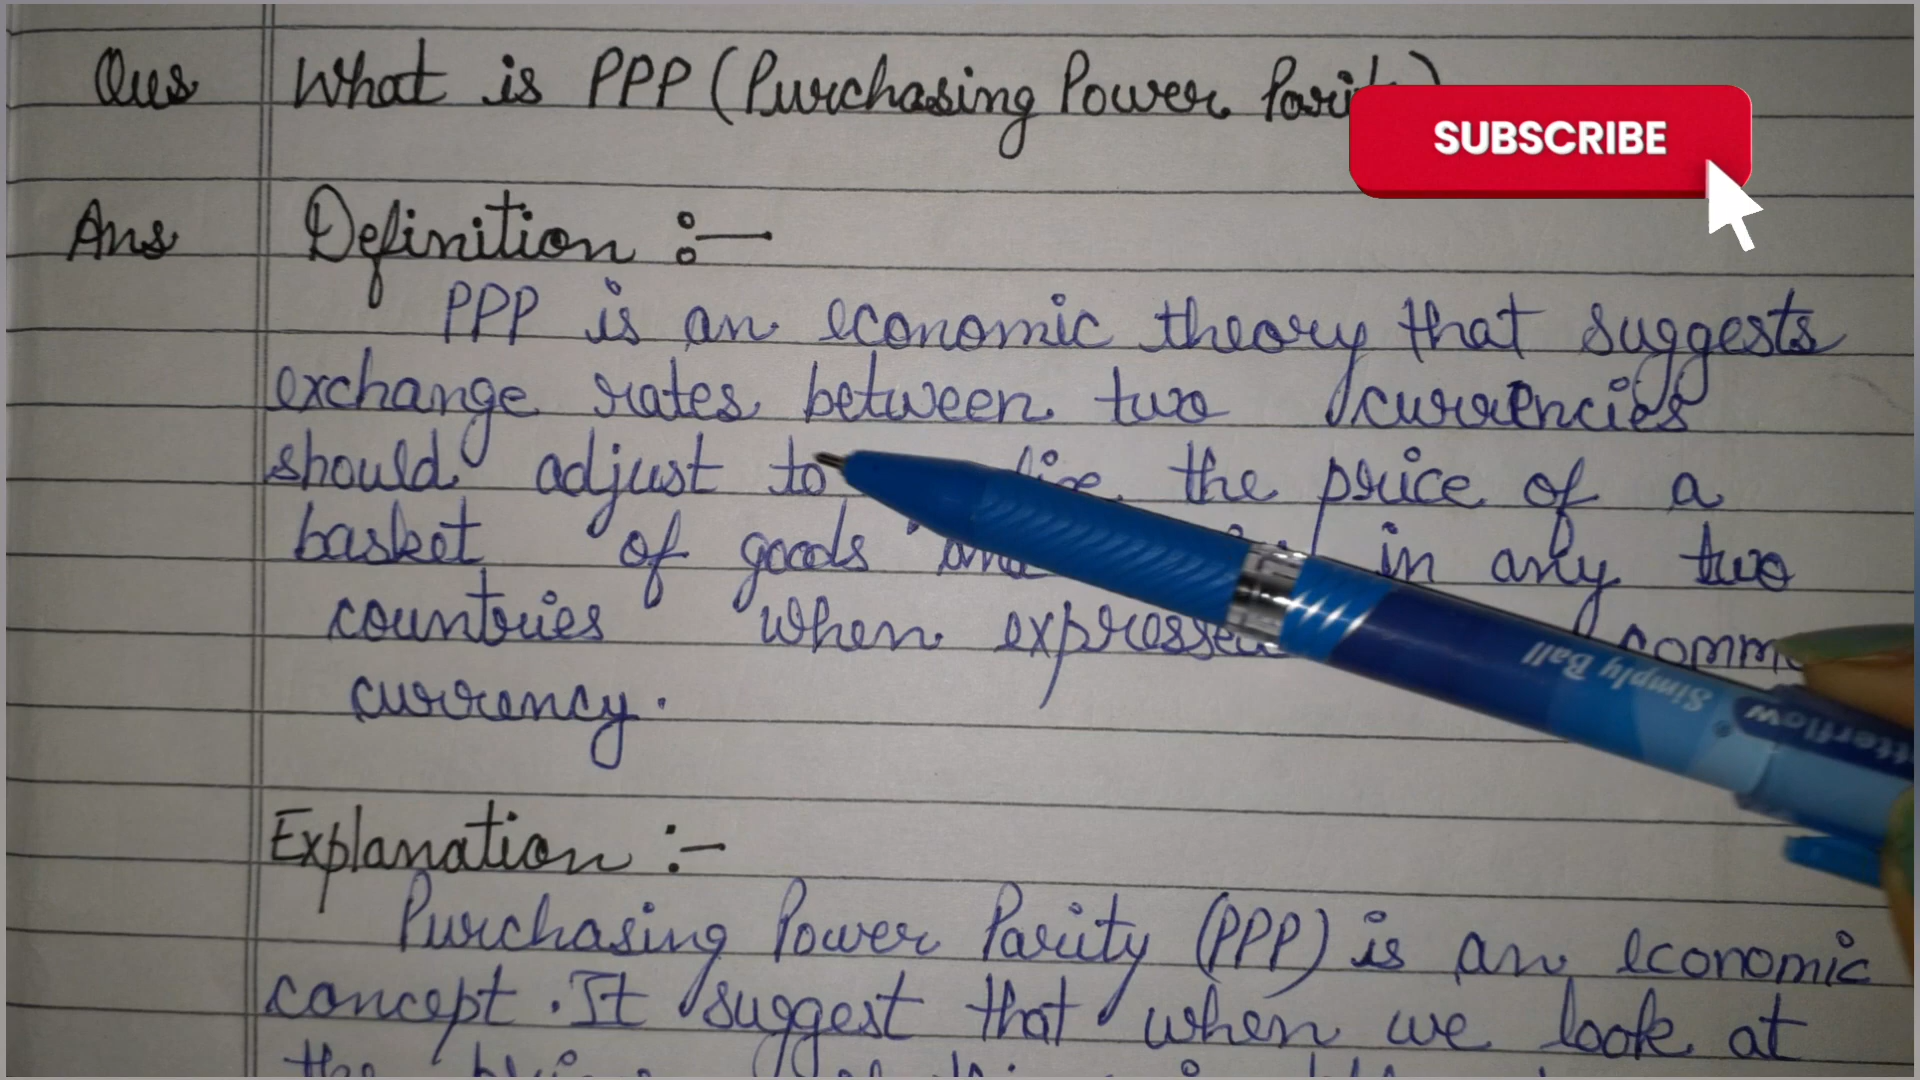 Ques What is PPP (Purchasing Power
SUBSCRIBE
Ans Definition :-
PPP is an economic theory that suggests
exchange rates between two currencies
should adjust to the price of a
basket of goods in any two
countries when
currency.
Simply Ball
Explanation :-
Purchasing Power Parity (PPP) is an economic
concept. It suggest that when we look at
the